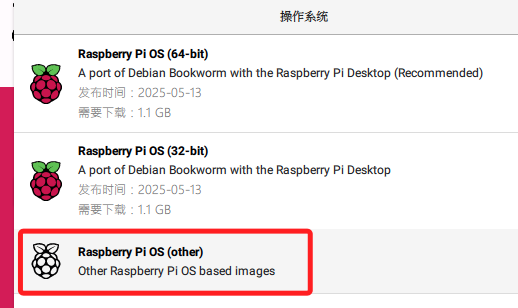 操作系统
Raspberry Pi OS (64-bit)
A port of Debian Bookworm with the Raspberry Pi Desktop (Recommended)
发布时间：2025-05-13
需要下载：1.1 GB
Raspberry Pi OS (32-bit)
A port of Debian Bookworm with the Raspberry Pi Desktop
发布时间：2025-05-13
需要下载：1.1 GB
Raspberry Pi OS (other)
Other Raspberry Pi OS based images